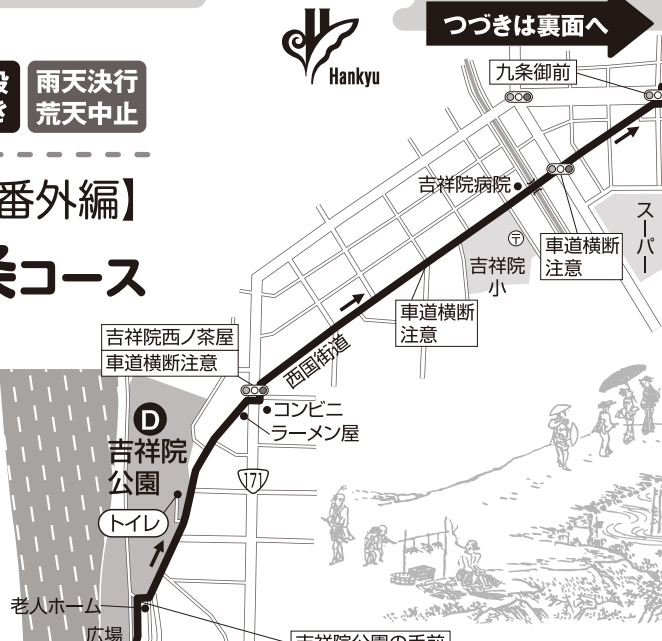 つづきは裏面へ
Hankyu
雨天決行
荒天中止
番外編】
コース
九条御前
吉祥院病院
スーパー
〒
吉祥院
小
車道横断
注意
車道横断
注意
吉祥院西ノ茶屋
車道横断注意
西国街道
コンビニ
ラーメン屋
D
吉祥院
公園
171
トイレ
老人ホーム
広場
吉祥院公園の手前